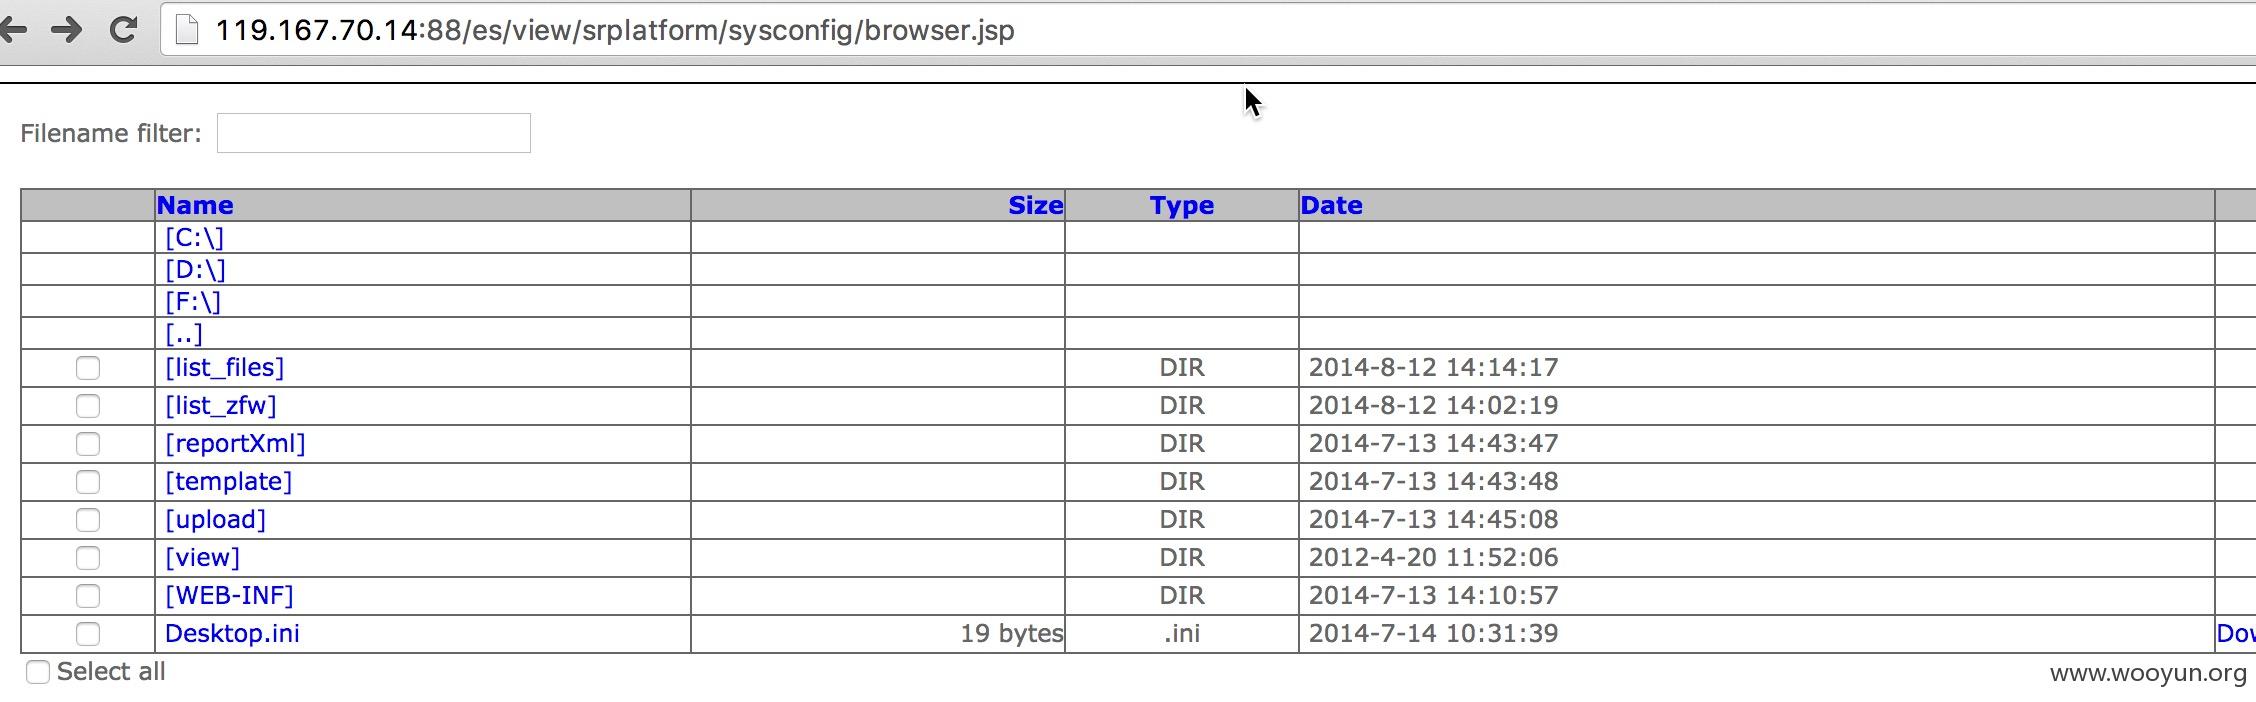 119.167.70.14:88/es/view/srplatform/sysconfig/browser.jsp
Filename filter:
Name Size Type Date
[C:\]
[D:\]
[F:\]
[..]
[list_files] DIR 2014-8-12 14:14:17
[list_zfw] DIR 2014-8-12 14:02:19
[reportXml] DIR 2014-7-13 14:43:47
[template] DIR 2014-7-13 14:43:48
[upload] DIR 2014-7-13 14:45:08
[view] DIR 2012-4-20 11:52:06
[WEB-INF] DIR 2014-7-13 14:10:57
Desktop.ini 19 bytes .ini 2014-7-14 10:31:39
Select all
www.wooyun.org